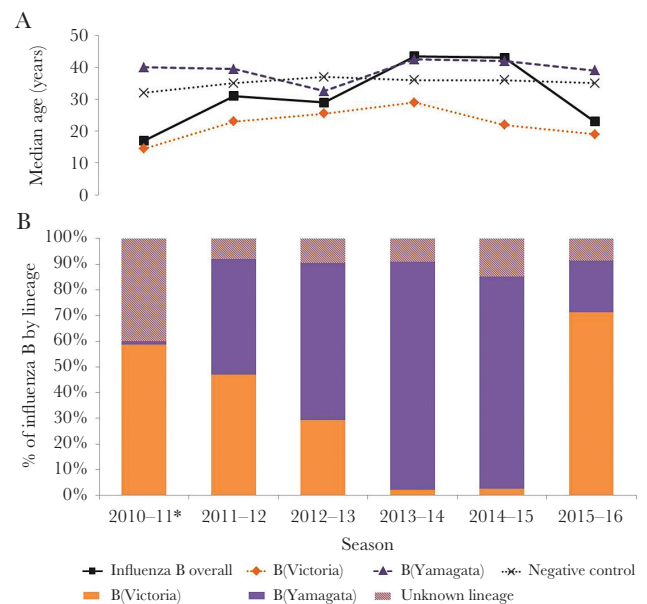 A
Median age (years)
50
40
30
20
10
0
B
% of influenza B by lineage
100%
90%
80%
70%
60%
50%
40%
30%
20%
10%
0%
2010–11* 2011–12 2012–13 2013–14 2014–15 2015–16
Season
Influenza B overall B(Victoria) B(Yamagata) Negative control
B(Victoria) B(Yamagata) Unknown lineage